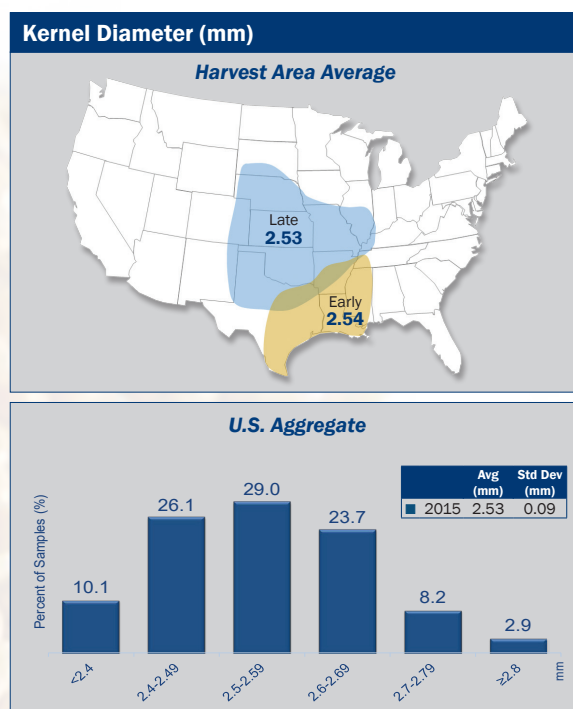 Kernel Diameter (mm)
Harvest Area Average
Late
2.53
Early
2.54
U.S. Aggregate
Percent of Samples (%)
Avg Std Dev
(mm) (mm)
2015 2.53 0.09
10.1
26.1
29.0
23.7
8.2
2.9
<2.4
2.4-2.49
2.5-2.59
2.6-2.69
2.7-2.79
≥2.8
mm